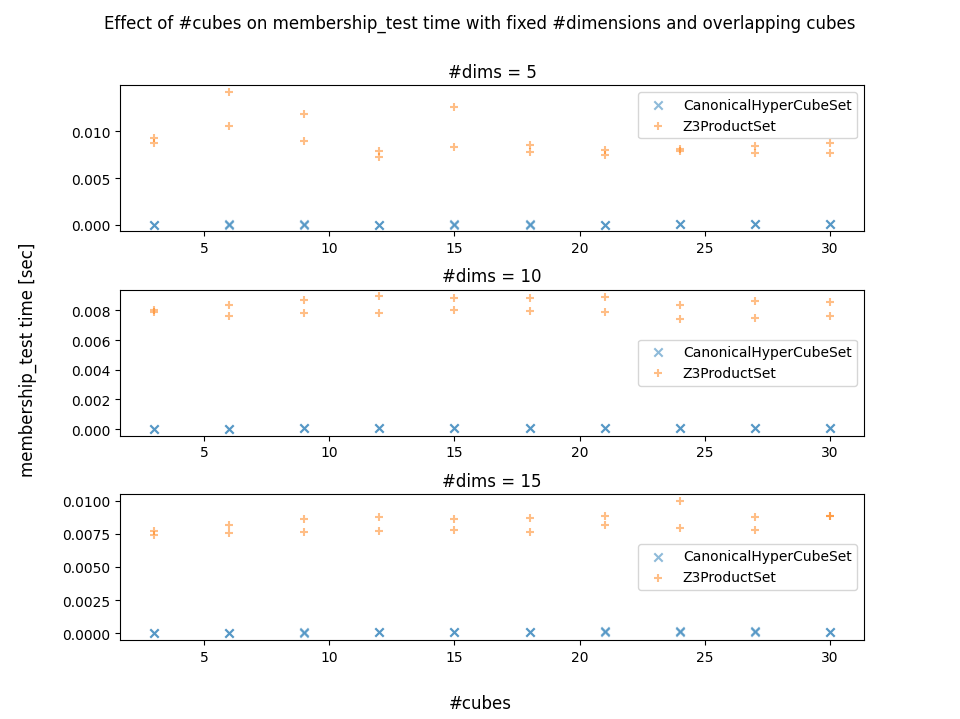 Effect of #cubes on membership_test time with fixed #dimensions and overlapping cubes
#dims = 5
CanonicalHyperCubeSet
Z3ProductSet
0.010
0.005
0.000
5 10 15 20 25 30
#dims = 10
0.008
0.006
0.004
0.002
0.000
CanonicalHyperCubeSet
Z3ProductSet
5 10 15 20 25 30
#dims = 15
0.0100
0.0075
0.0050
0.0025
0.0000
CanonicalHyperCubeSet
Z3ProductSet
5 10 15 20 25 30
membership_test time [sec]
#cubes